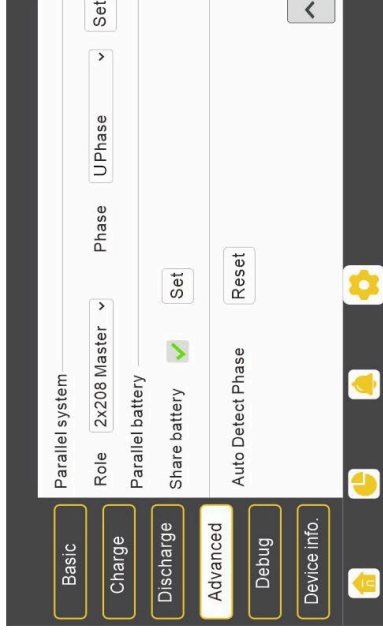 Basic
Charge
Discharge
Advanced
Debug
Device info.
Parallel system
Role 2x208 Master Phase U Phase Set
Parallel battery
Share battery Set
Auto Detect Phase Reset